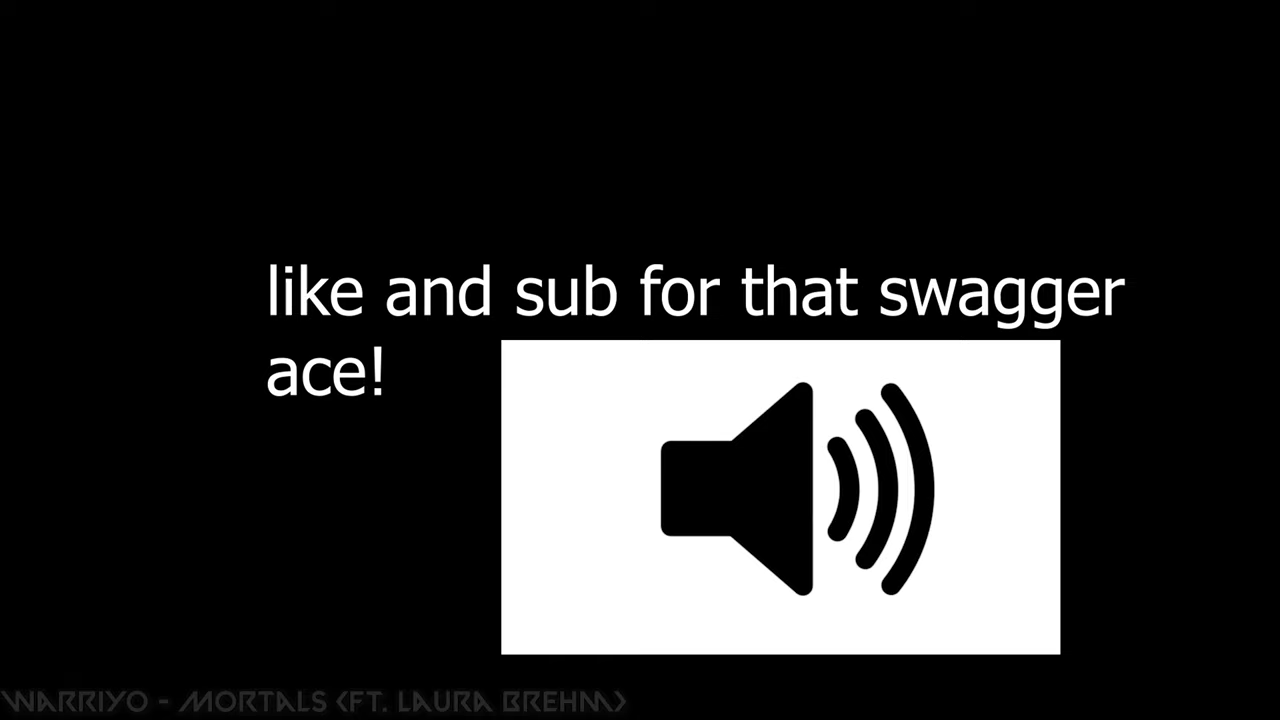 like and sub for that swagger
ace!
WARRIYO - MORTALS (FT. LAURA BREHM)